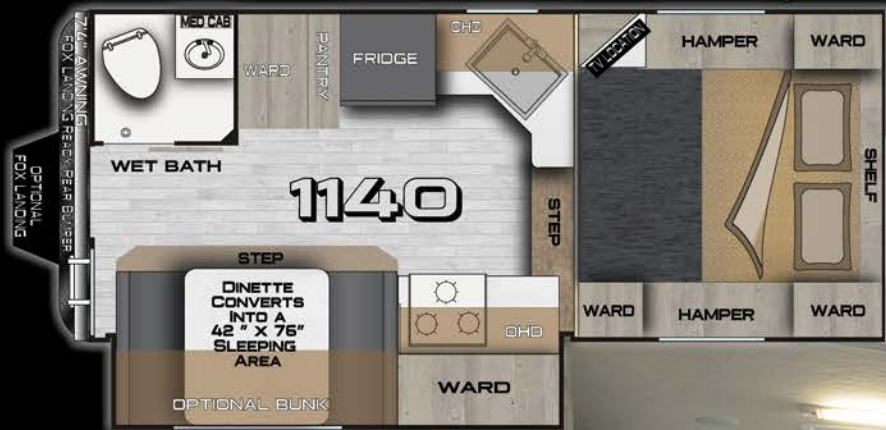 7'4" AWNING
FOX LANDING READY REAR BUMPER
OPTIONAL
FOX LANDING
MED CAB
WARD
PANTRY
FRIDGE
OHD
TV LOCATION
HAMPER
WARD
WET BATH
1140
STEP
SHELF
STEP
DINETTE
CONVERTS
INTO A
42 " X 76"
SLEEPING
AREA
OPTIONAL BUNK
OHD
WARD
WARD
HAMPER
WARD